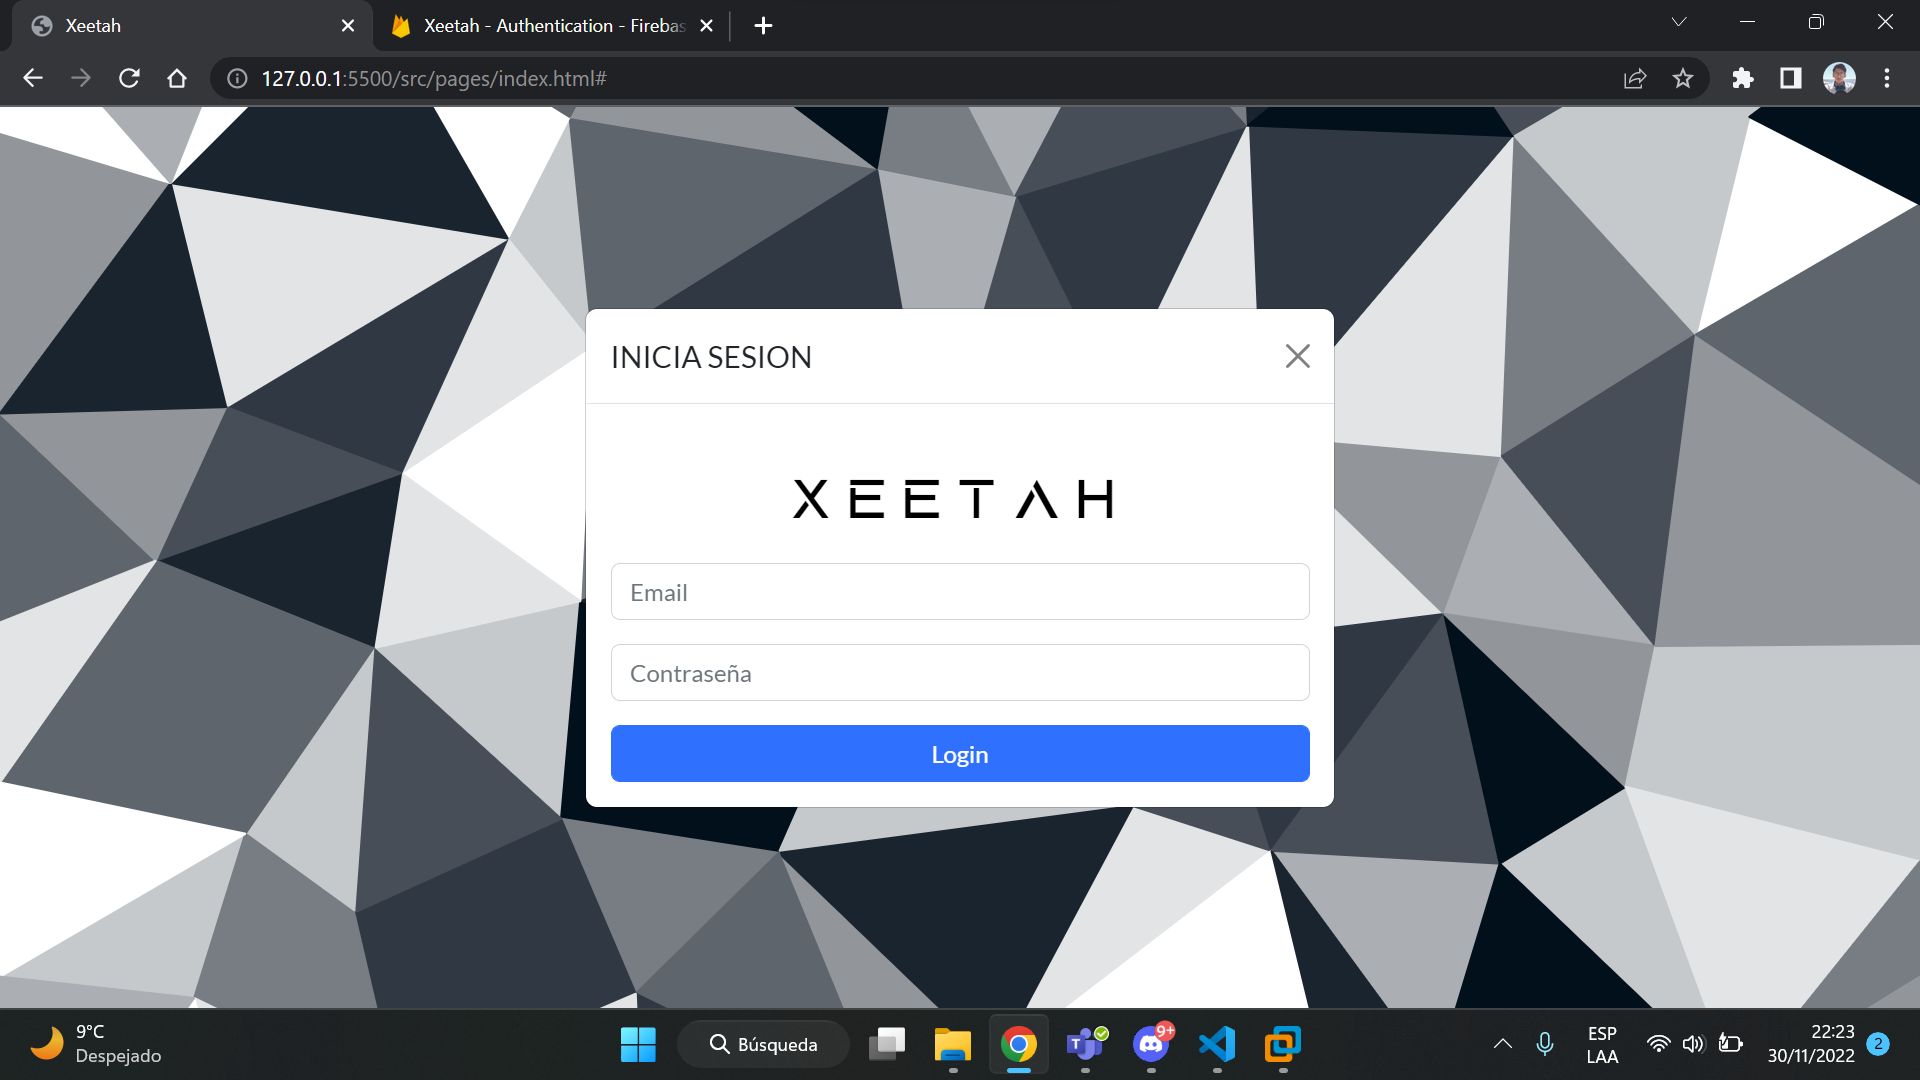 Xeetah
Xeetah - Authentication - Firebas
127.0.0.1:5500/src/pages/index.html#
INICIA SESION
XEETAH
Email
Contraseña
Login
9°C
Despejado
Búsqueda
T
9+
ESP
LAA
22:23
30/11/2022
2